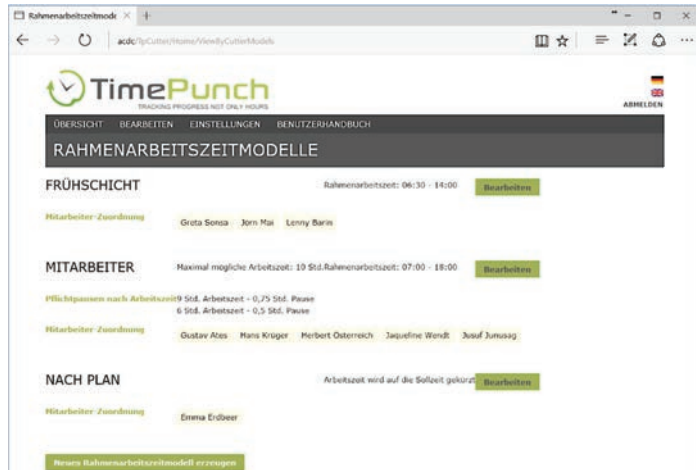 Rahmenarbeitszeitmode
acdc/TpCutter/Home/ViewByCutterModels
TimePunch
TRACKING PROGRESS NOT ONLY HOURS
ABMELDEN
ÜBERSICHT BEARBEITEN EINSTELLUNGEN BENUTZERHANDBUCH
RAHMENARBEITSZEITMODELLE
FRÜHSCHICHT Rahmenarbeitszeit: 06:30 - 14:00 Bearbeiten
Mitarbeiter-Zuordnung Greta Sonsa Jorn Mai Lenny Barin
MITARBEITER Maximal mögliche Arbeitszeit: 10 Std.Rahmenarbeitszeit: 07:00 - 18:00 Bearbeiten
Pflichtpausen nach Arbeitszeit 9 Std. Arbeitszeit - 0,75 Std. Pause
6 Std. Arbeitszeit - 0,5 Std. Pause
Mitarbeiter-Zuordnung Gustav Ates Hans Krüger Herbert Österreich Jaqueline Wendt Jusuf Junusag
NACH PLAN Arbeitszeit wird auf die Sollzeit gekürzt Bearbeiten
Mitarbeiter-Zuordnung Emma Erdbeer
Neues Rahmenarbeitszeitmodell erzeugen